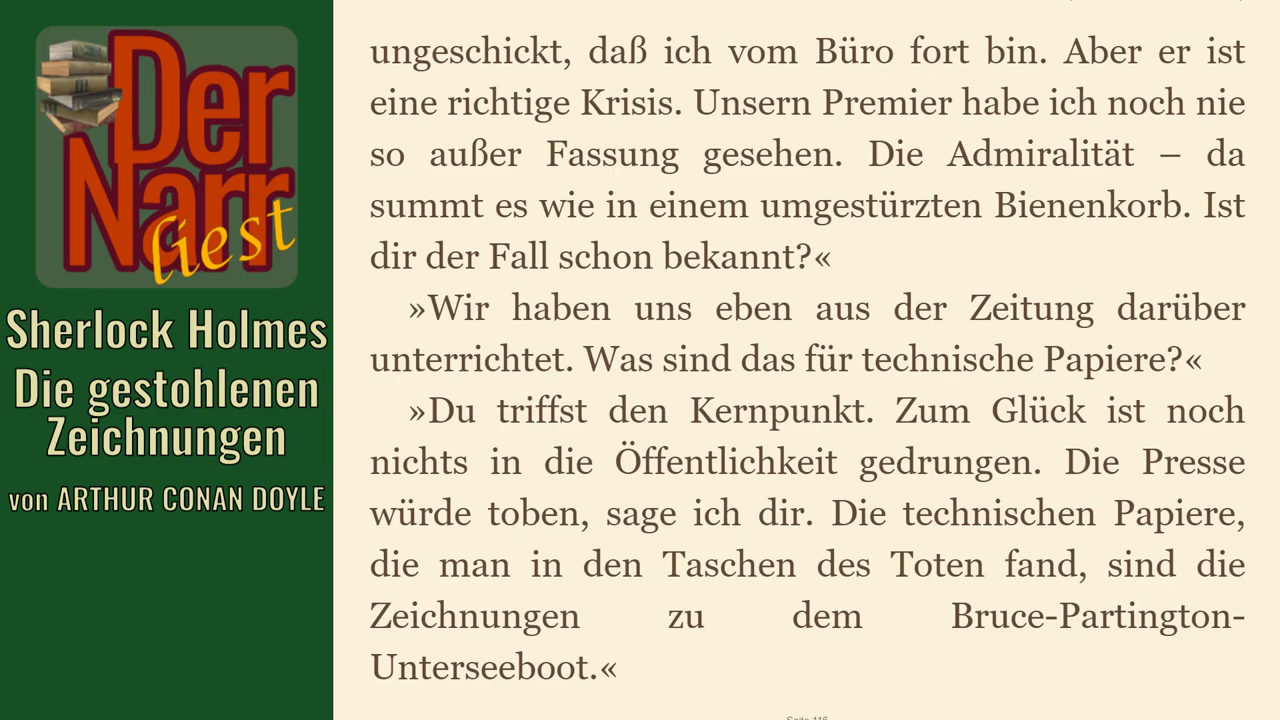 Der
Narr
liest
Sherlock Holmes
Die gestohlenen
Zeichnungen
von ARTHUR CONAN DOYLE
ungeschickt, daß ich vom Büro fort bin. Aber er ist
eine richtige Krisis. Unsern Premier habe ich noch nie
so außer Fassung gesehen. Die Admiralität – da
summt es wie in einem umgestürzten Bienenkorb. Ist
dir der Fall schon bekannt?«
»Wir haben uns eben aus der Zeitung darüber
unterrichtet. Was sind das für technische Papiere?«
»Du triffst den Kernpunkt. Zum Glück ist noch
nichts in die Öffentlichkeit gedrungen. Die Presse
würde toben, sage ich dir. Die technischen Papiere,
die man in den Taschen des Toten fand, sind die
Zeichnungen zu dem Bruce-Partington-
Unterseeboot.«